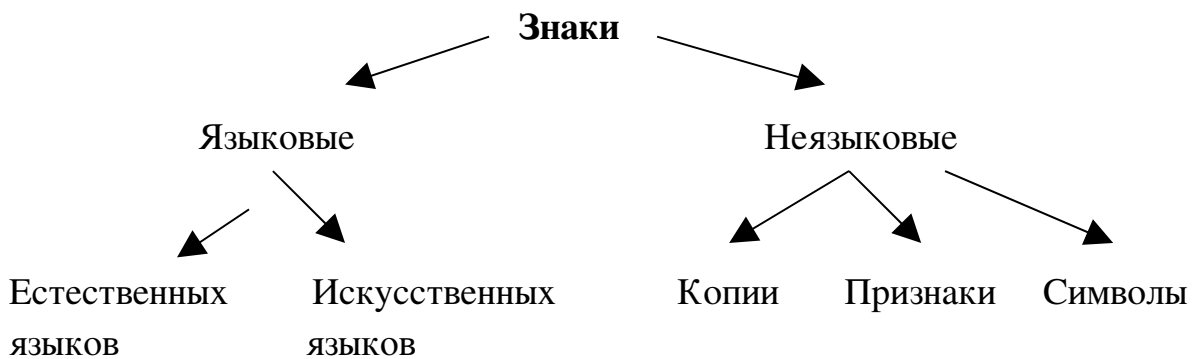 Знаки
Языковые Неязыковые
Естественных Искусственных Копии Признаки Символы
языков языков